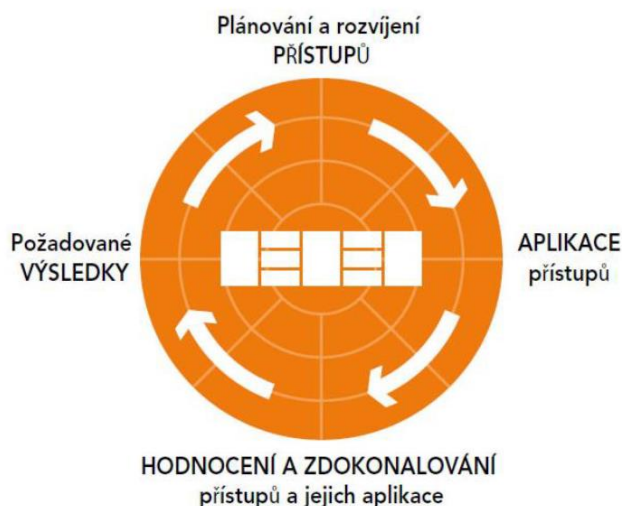 Plánování a rozvíjení
PŘÍSTUPŮ
Požadované
VÝSLEDKY
APLIKACE
přístupů
HODNOCENÍ A ZDOKONALOVÁNÍ
přístupů a jejich aplikace